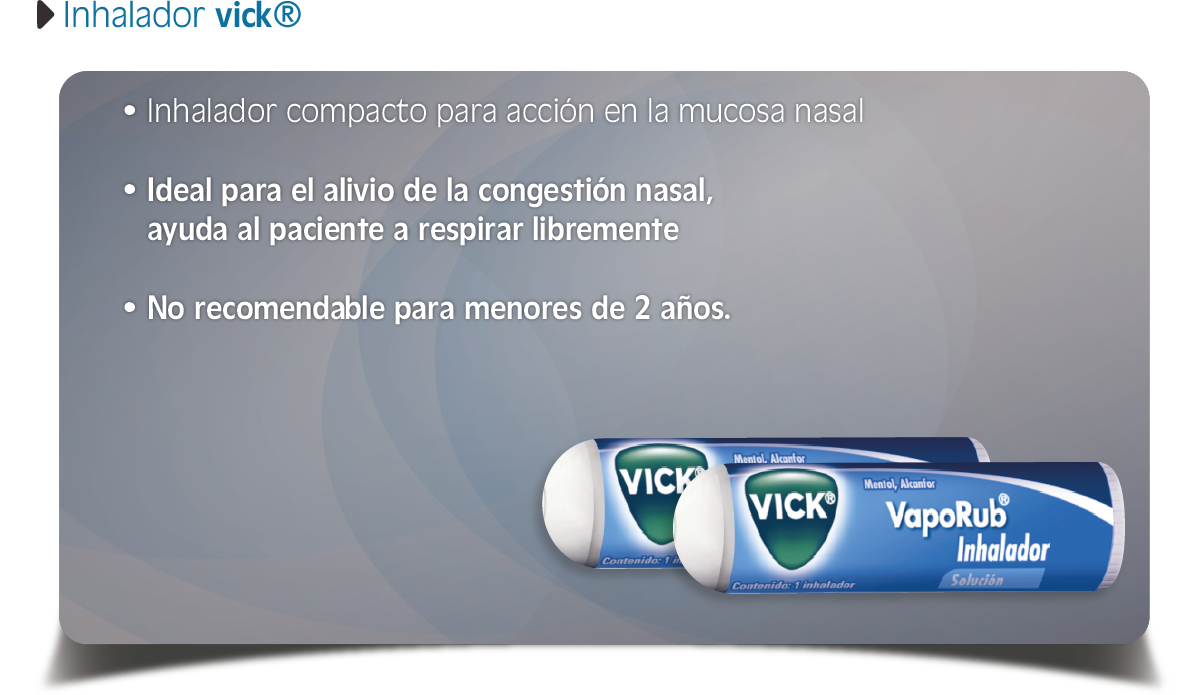 Inhalador vick®
• Inhalador compacto para acción en la mucosa nasal
• Ideal para el alivio de la congestión nasal,
ayuda al paciente a respirar libremente
• No recomendable para menores de 2 años.
VICK®
Mentol, Alcanfor
Contenido: 1 in
VICK®
Mentol, Alcanfor
VapoRub®
Inhalador
Solución
Contenido: 1 inhalador